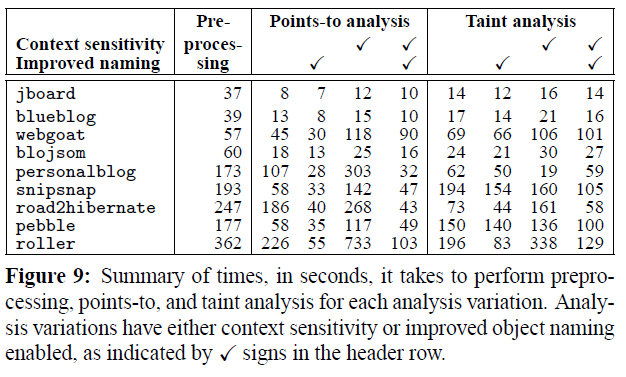 Pre- Points-to analysis Taint analysis
Context sensitivity proces- ✓ ✓ ✓ ✓
Improved naming sing ✓ ✓ ✓ ✓
jboard 37 8 7 12 10 14 12 16 14
blueblog 39 13 8 15 10 17 14 21 16
webgoat 57 45 30 118 90 69 66 106 101
blojsom 60 18 13 25 16 24 21 30 27
personalblog 173 107 28 303 32 62 50 19 59
snipsnap 193 58 33 142 47 194 154 160 105
road2hibernate 247 186 40 268 43 73 44 161 58
pebble 177 58 35 117 49 150 140 136 100
roller 362 226 55 733 103 196 83 338 129
Figure 9: Summary of times, in seconds, it takes to perform prepro-
cessing, points-to, and taint analysis for each analysis variation. Analy-
sis variations have either context sensitivity or improved object naming
enabled, as indicated by ✓ signs in the header row.